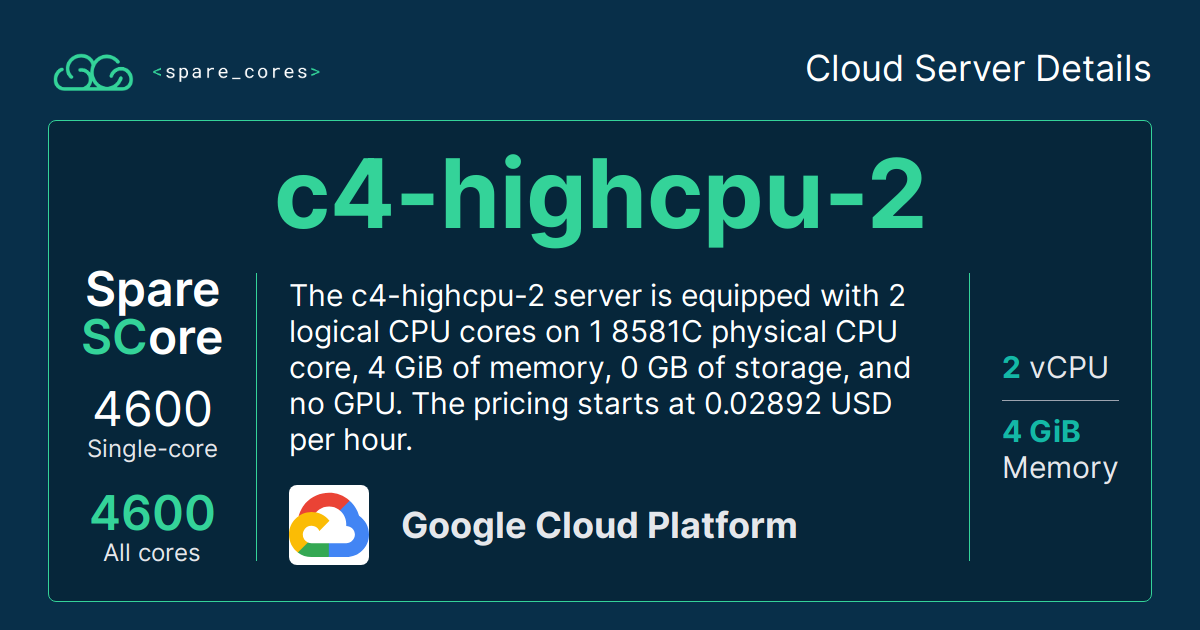 <spare_cores>
Cloud Server Details
c4-highcpu-2
Spare
SCore
4600
Single-core
4600
All cores
The c4-highcpu-2 server is equipped with 2
logical CPU cores on 1 8581C physical CPU
core, 4 GiB of memory, 0 GB of storage, and
no GPU. The pricing starts at 0.02892 USD
per hour.
Google Cloud Platform
2 vCPU
4 GiB
Memory